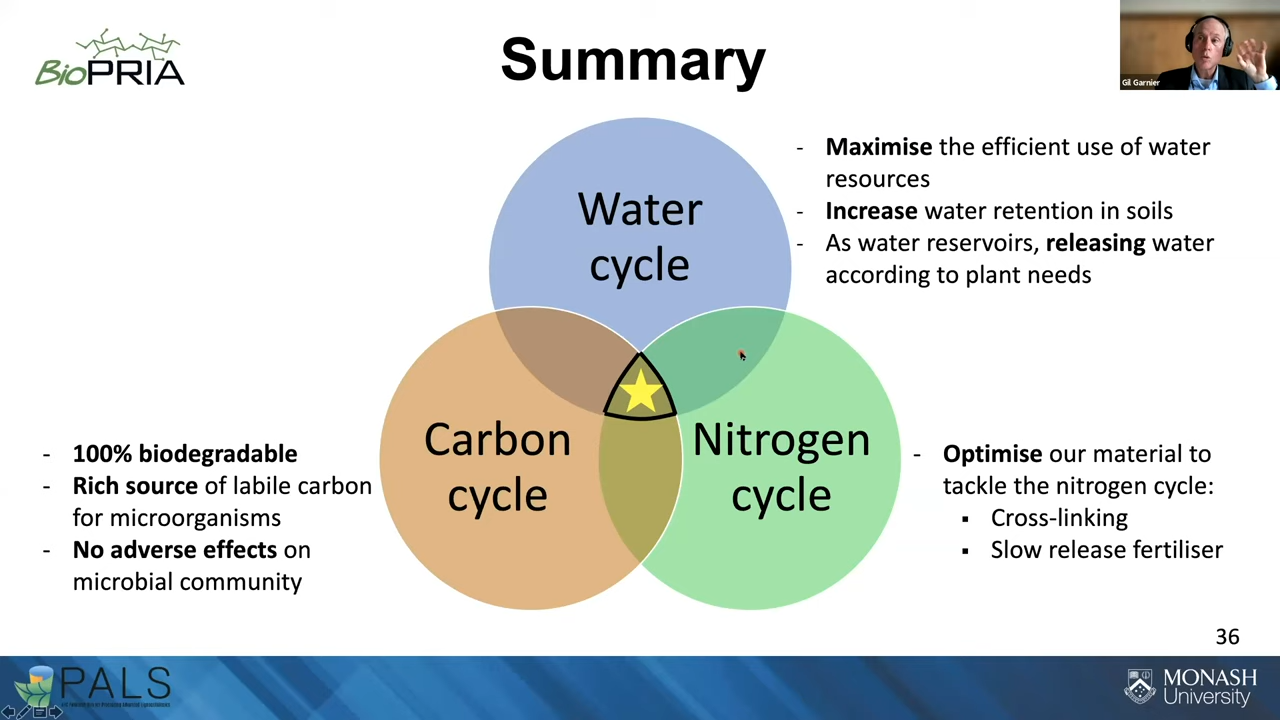 BioPRIA
Summary
Gil Garnier
Water
cycle
- Maximise the efficient use of water
resources
- Increase water retention in soils
- As water reservoirs, releasing water
according to plant needs
Carbon
cycle
Nitrogen
cycle
- 100% biodegradable
- Rich source of labile carbon
for microorganisms
- No adverse effects on
microbial community
- Optimise our material to
tackle the nitrogen cycle:
▪ Cross-linking
▪ Slow release fertiliser
36
PALS
MONASH
University